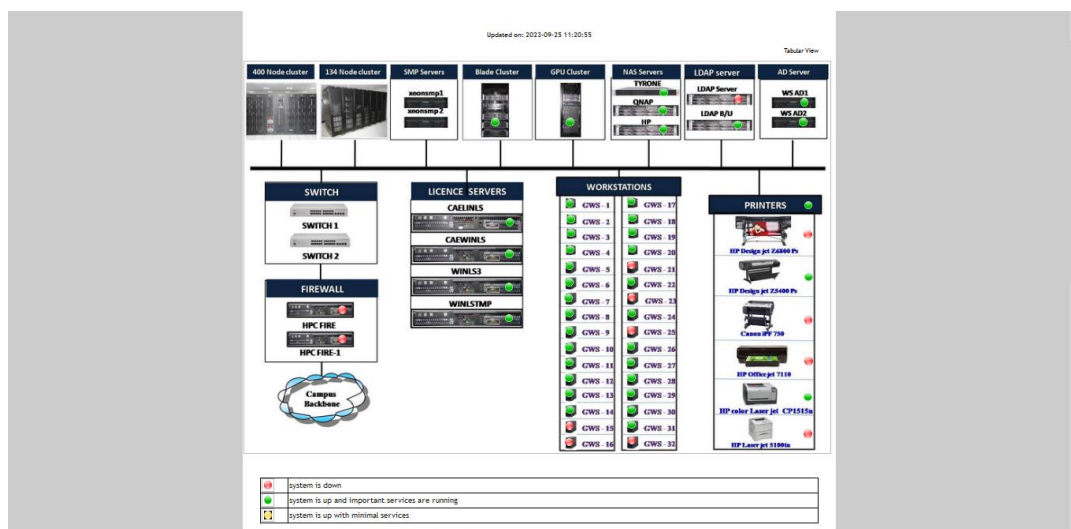 Updated on: 2023-09-25 11:20:55
Tabular View
400 Node cluster
134 Node cluster
SMP Servers
xeonsmp1
xeonsmp2
Blade Cluster
GPU Cluster
NAS Servers
TYRONE
QNAP
HP
LDAP server
LDAP Server
LDAP B/U
AD Server
WS AD1
WS AD2
SWITCH
SWITCH 1
SWITCH 2
FIREWALL
HPC FIRE
HPC FIRE-1
Campus
Backbone
LICENCE SERVERS
CAELINLS
CAEWINLS
WINLS3
WINLSTMP
WORKSTATIONS
GWS - 1
GWS - 2
GWS - 3
GWS - 4
GWS - 5
GWS - 6
GWS - 7
GWS - 8
GWS - 9
GWS - 10
GWS - 11
GWS - 12
GWS - 13
GWS - 14
GWS - 15
GWS - 16
GWS - 17
GWS - 18
GWS - 19
GWS - 20
GWS - 21
GWS - 22
GWS - 23
GWS - 24
GWS - 25
GWS - 26
GWS - 27
GWS - 28
GWS - 29
GWS - 30
GWS - 31
GWS - 32
PRINTERS
HP Design jet Z6800 Ps
HP Design jet Z5400 Ps
Canon iPF 750
HP Officejet 7110
HP color Laser jet CP1515n
HP Laser jet 5100tn
system is down
system is up and important services are running
system is up with minimal services